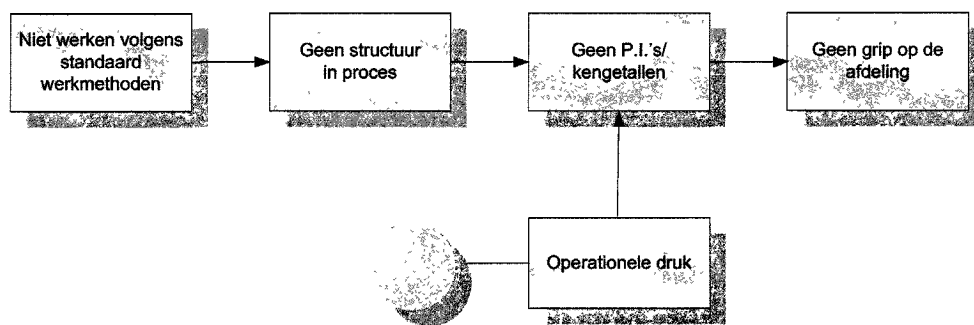 Niet werken volgens
standaard
werkmethoden
Geen structuur
in proces
Geen P.I.'s/
kengetallen
Geen grip op de
afdeling
Operationele druk